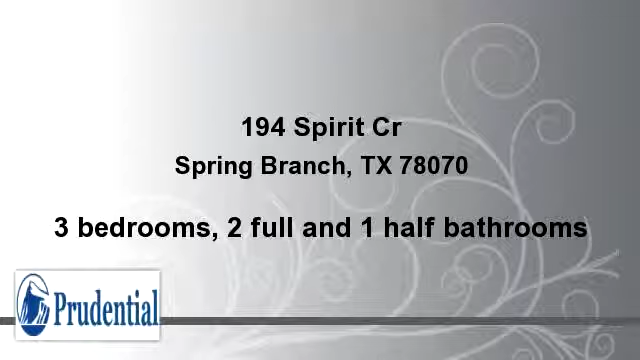 194 Spirit Cr
Spring Branch, TX 78070
3 bedrooms, 2 full and 1 half bathrooms
Prudential